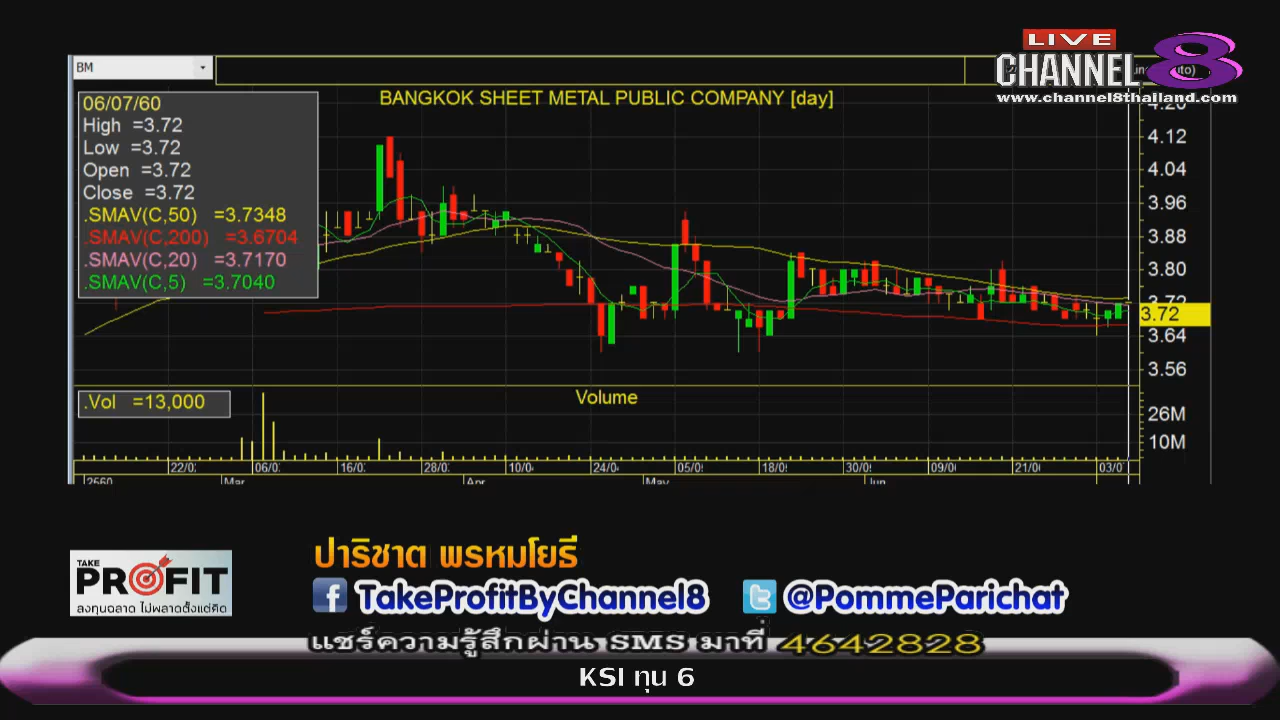 LIVE
CHANNEL 8
www.channel8thailand.com
BM
BANGKOK SHEET METAL PUBLIC COMPANY [day]
06/07/60
High =3.72
Low =3.72
Open =3.72
Close =3.72
.SMAV(C,50) =3.7348
.SMAV(C,200) =3.6704
.SMAV(C,20) =3.7170
.SMAV(C,5) =3.7040
4.20
4.12
4.04
3.96
3.88
3.80
3.72
3.72
3.64
3.56
.Vol =13,000
Volume
26M
10M
22/0 06/0 16/0 28/0 10/0 24/0 05/0 18/0 30/0 09/0 21/0 03/0
2560 Mar Apr May Jun
TAKE
PROFIT
ลงทุนฉลาด ไม่พลาดตั้งแต่คิด
ปาริชาต พรหมโยธี
TakeProfitByChannel8 @PommeParichat
แชร์ความรู้สึกผ่าน SMS มาที่ 4642828
KSI ทุน 6